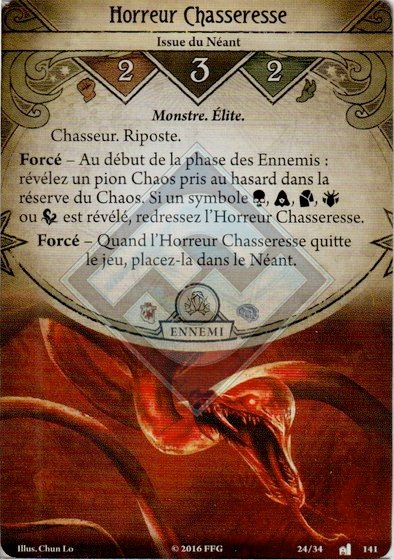 Horreur Chasseresse
Issue du Néant
2 3 2
Monstre. Élite.
Chasseur. Riposte.
Forcé – Au début de la phase des Ennemis :
révélez un pion Chaos pris au hasard dans la
réserve du Chaos. Si un symbole , , ,
ou est révélé, redressez l'Horreur Chasseresse.
Forcé – Quand l'Horreur Chasseresse quitte
le jeu, placez-la dans le Néant.
ENNEMI
Illus. Chun Lo © 2016 FFG 24/34 141